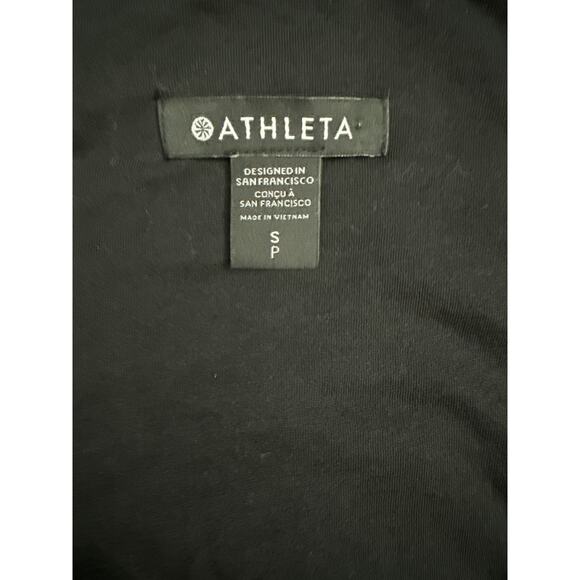 ATHLETA
DESIGNED IN
SAN FRANCISCO
CONÇU À
SAN FRANCISCO
MADE IN VIETNAM
S
P